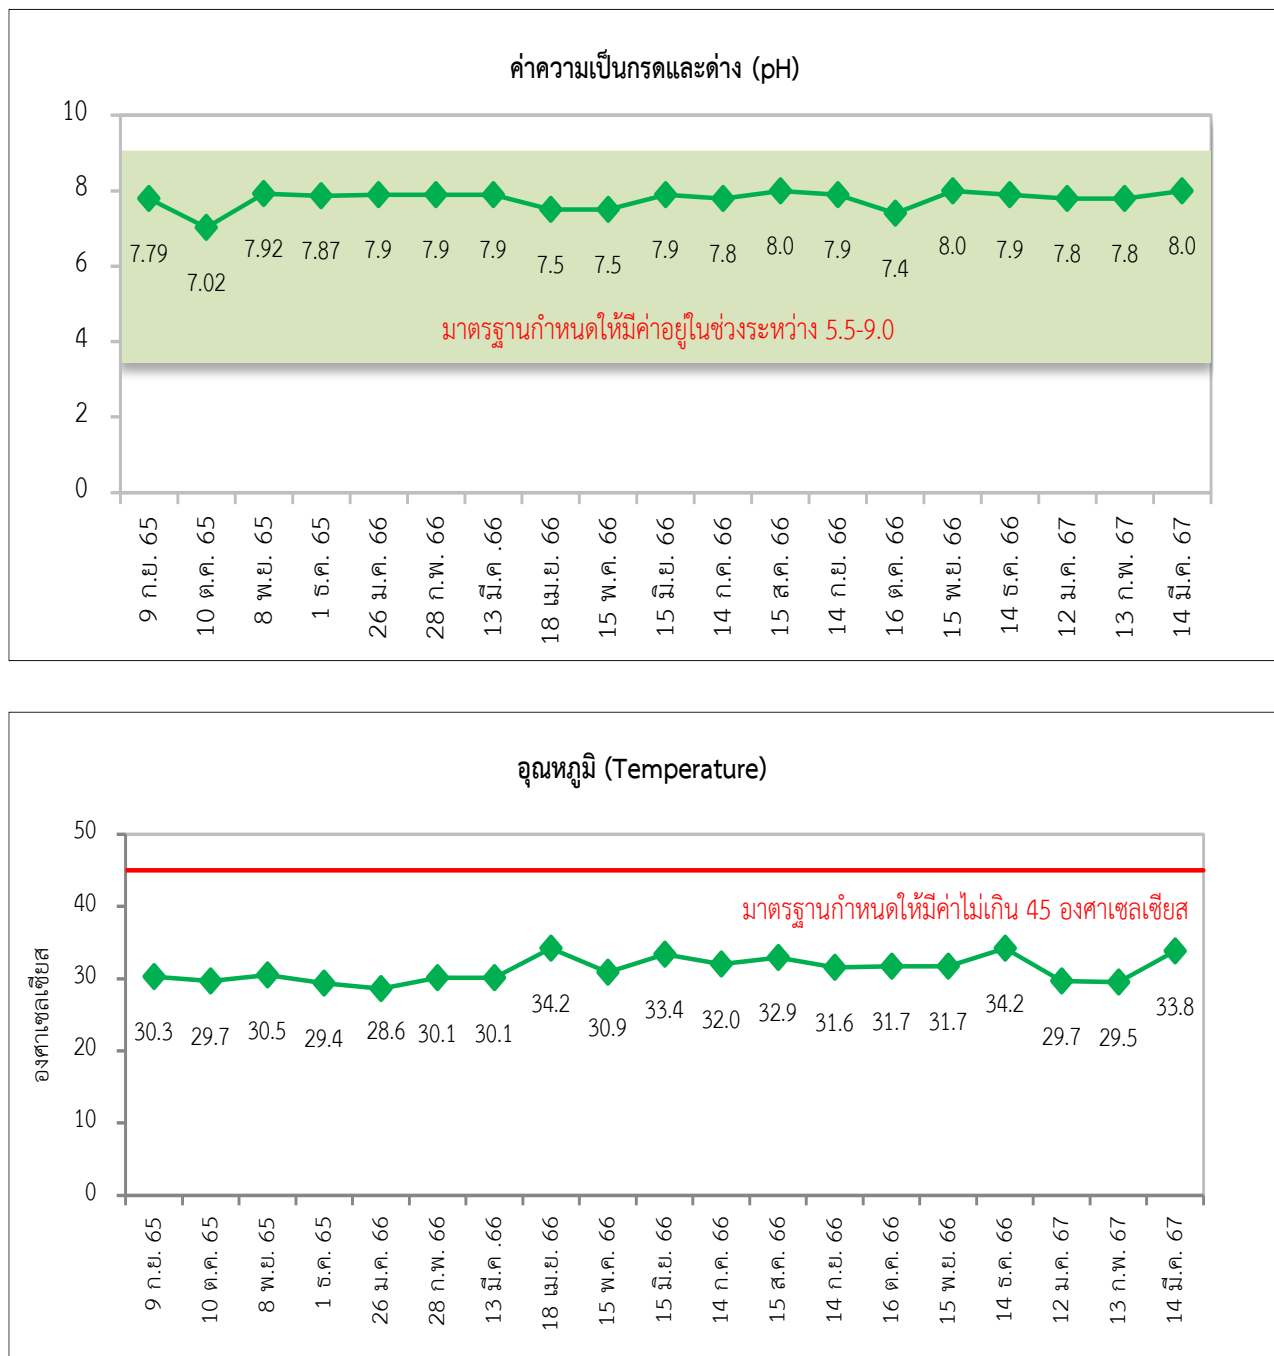 ค่าความเป็นกรดและด่าง (pH)
10
8
6
4
2
0
7.79
7.02
7.92
7.87
7.9
7.9
7.9
7.5
7.5
7.9
7.8
8.0
7.9
7.4
8.0
7.9
7.8
7.8
8.0
มาตรฐานกำหนดให้มีค่าอยู่ในช่วงระหว่าง 5.5-9.0
9 ก.ย. 65
10 ต.ค. 65
8 พ.ย. 65
1 ธ.ค. 65
26 ม.ค. 66
28 ก.พ. 66
13 มี.ค .66
18 เม.ย. 66
15 พ.ค. 66
15 มิ.ย. 66
14 ก.ค. 66
15 ส.ค. 66
14 ก.ย. 66
16 ต.ค. 66
15 พ.ย. 66
14 ธ.ค. 66
12 ม.ค. 67
13 ก.พ. 67
14 มี.ค. 67
อุณหภูมิ (Temperature)
องศาเซลเซียส
50
40
30
20
10
0
มาตรฐานกำหนดให้มีค่าไม่เกิน 45 องศาเซลเซียส
30.3
29.7
30.5
29.4
28.6
30.1
30.1
34.2
30.9
33.4
32.0
32.9
31.6
31.7
31.7
34.2
29.7
29.5
33.8
9 ก.ย. 65
10 ต.ค. 65
8 พ.ย. 65
1 ธ.ค. 65
26 ม.ค. 66
28 ก.พ. 66
13 มี.ค .66
18 เม.ย. 66
15 พ.ค. 66
15 มิ.ย. 66
14 ก.ค. 66
15 ส.ค. 66
14 ก.ย. 66
16 ต.ค. 66
15 พ.ย. 66
14 ธ.ค. 66
12 ม.ค. 67
13 ก.พ. 67
14 มี.ค. 67